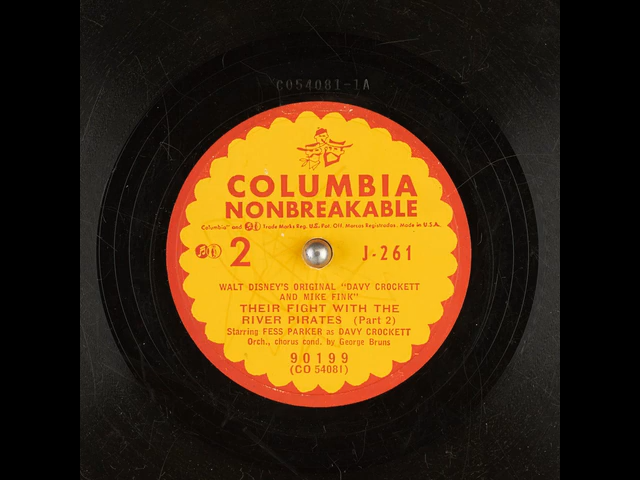 CO54081-1A
COLUMBIA
NONBREAKABLE
"Columbia" and Trade Marks Reg. U.S. Pat. Off. Marcas Registradas. Made in U.S.A.
2 J-261
WALT DISNEY'S ORIGINAL "DAVY CROCKETT
AND MIKE FINK"
THEIR FIGHT WITH THE
RIVER PIRATES (Part 2)
Starring FESS PARKER as DAVY CROCKETT
Orch., chorus cond. by George Bruns
90199
(CO 54081)